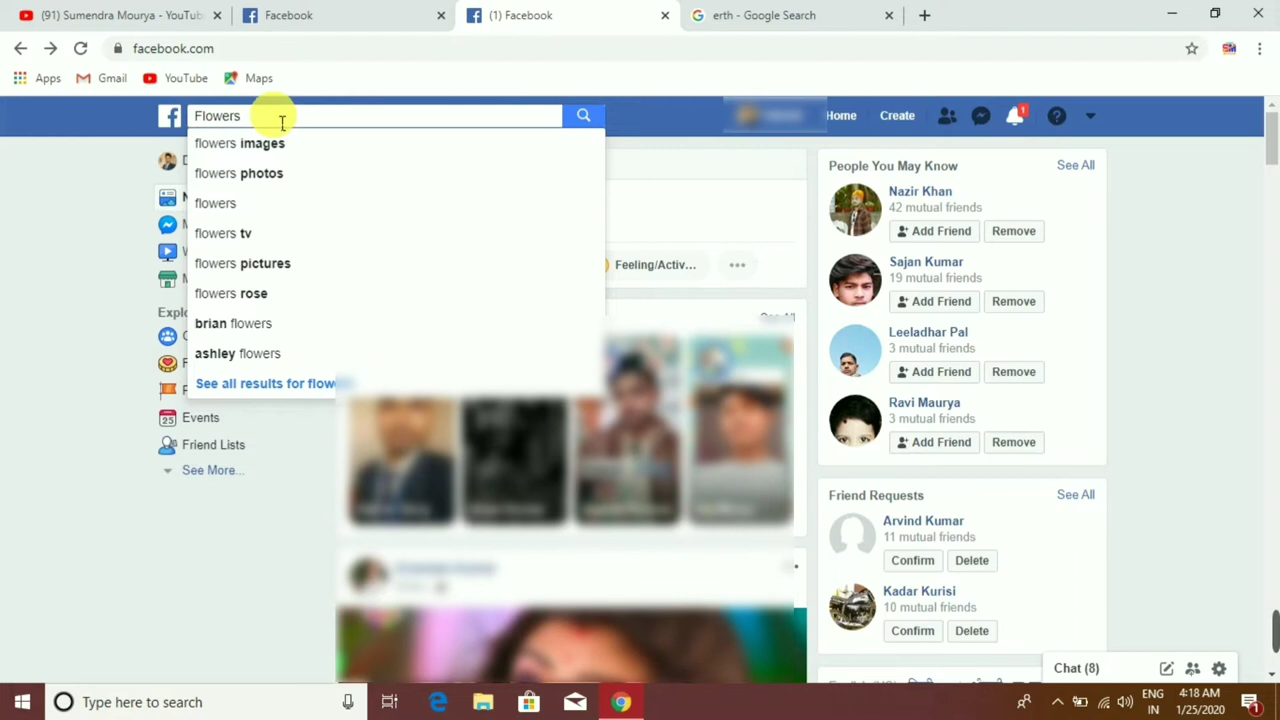 (91) Sumendra Mourya - YouTub
Facebook
(1) Facebook
erth - Google Search
facebook.com
Apps
Gmail
YouTube
Maps
Flowers
Home
Create
1
flowers images
flowers photos
flowers
flowers tv
flowers pictures
flowers rose
brian flowers
ashley flowers
See all results for
Events
Friend Lists
See More...
Feeling/Activ...
People You May Know
See All
Nazir Khan
42 mutual friends
Add Friend
Remove
Sajan Kumar
19 mutual friends
Add Friend
Remove
Leeladhar Pal
3 mutual friends
Add Friend
Remove
Ravi Maurya
3 mutual friends
Add Friend
Remove
Friend Requests
See All
Arvind Kumar
11 mutual friends
Confirm
Delete
Kadar Kurisi
10 mutual friends
Confirm
Delete
Chat (8)
Type here to search
ENG
IN
4:18 AM
1/25/2020
1